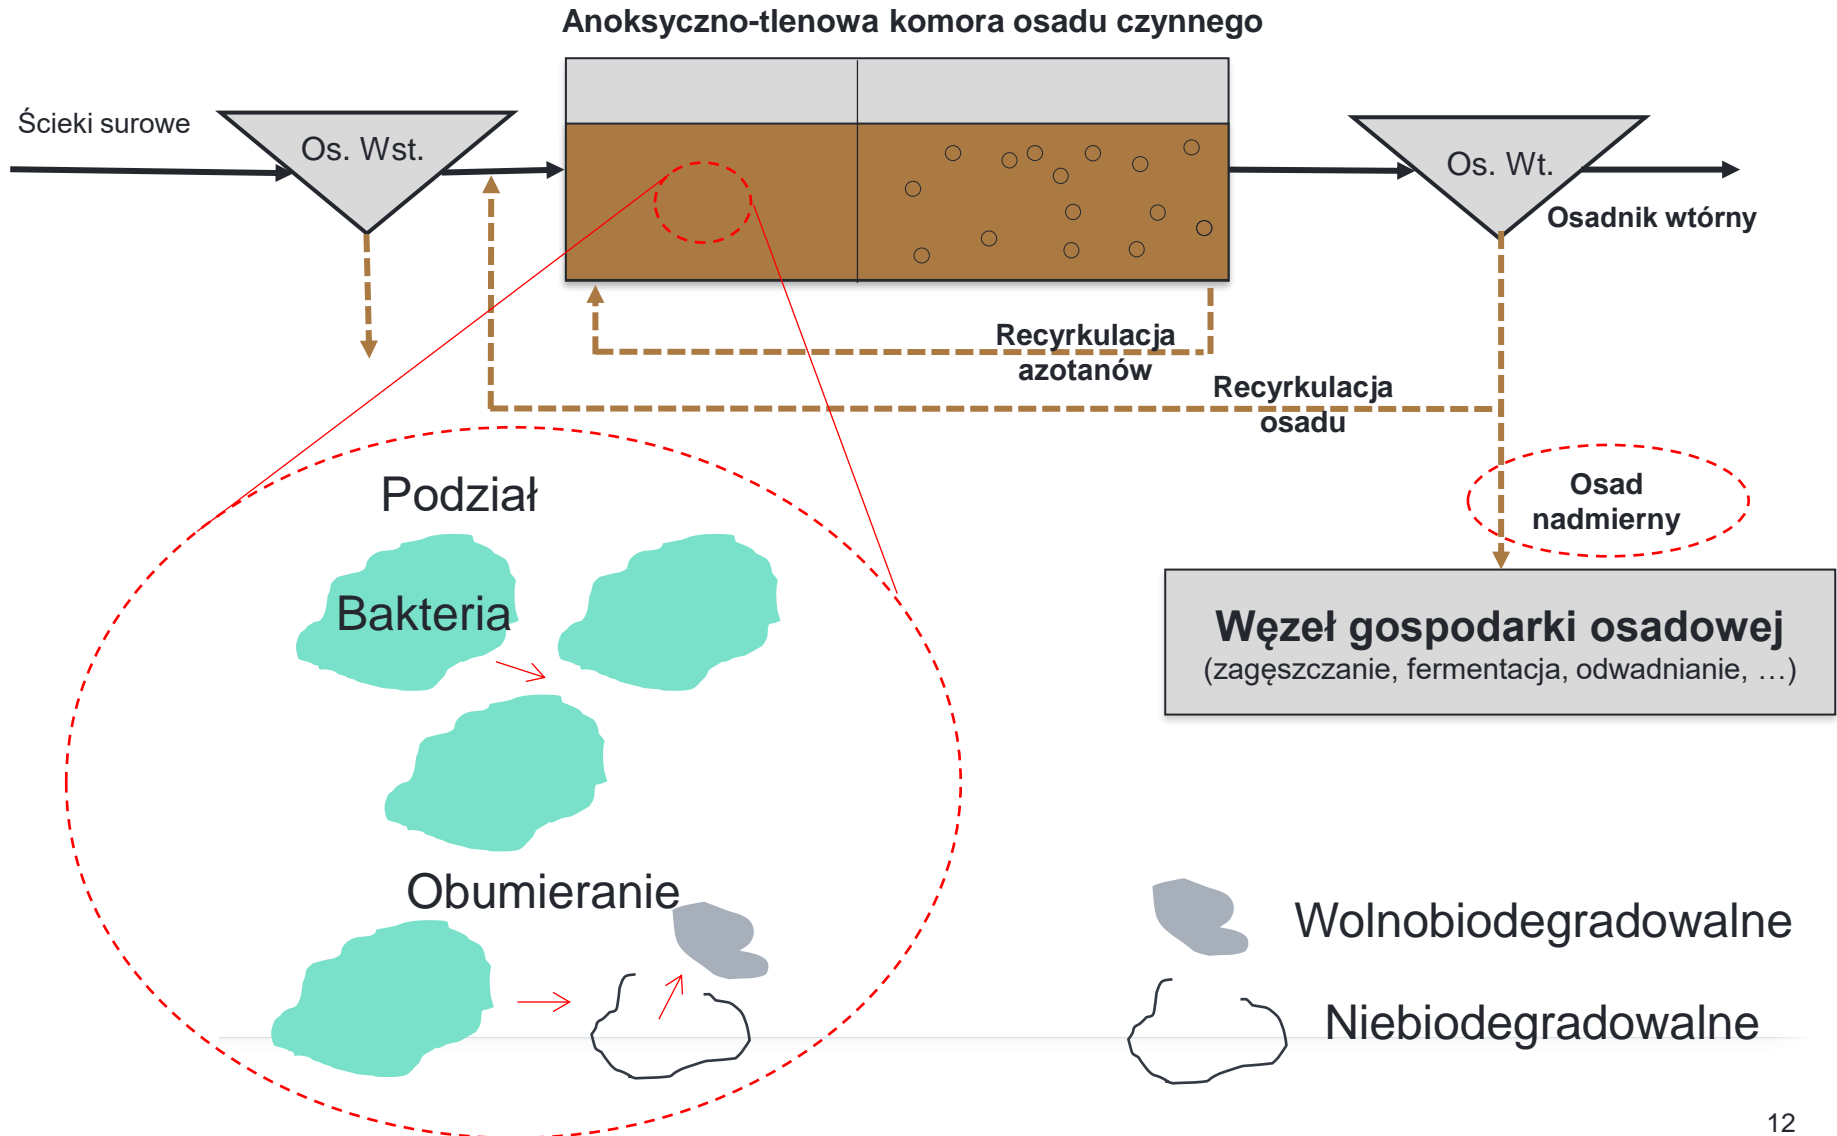 Anoksyczno-tlenowa komora osadu czynnego
Ścieki surowe
Os. Wst.
Os. Wt.
Osadnik wtórny
Recyrkulacja
azotanów
Recyrkulacja
osadu
Osad
nadmierny
Podział
Bakteria
Węzeł gospodarki osadowej
(zagęszczanie, fermentacja, odwadnianie, …)
Obumieranie
Wolnobiodegradowalne
Niebiodegradowalne
12